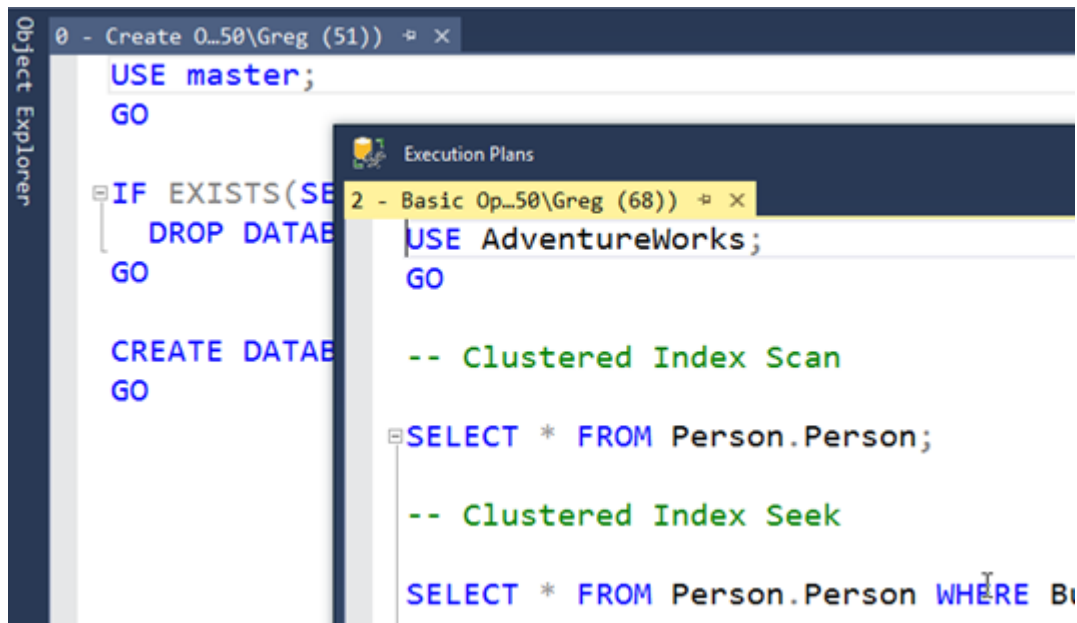 Object Explorer
0 - Create O…50\Greg (51))
USE master;
GO
IF EXISTS(SE
DROP DATAB
GO
CREATE DATAB
GO
Execution Plans
2 - Basic Op…50\Greg (68))
USE AdventureWorks;
GO
-- Clustered Index Scan
SELECT * FROM Person.Person;
-- Clustered Index Seek
SELECT * FROM Person.Person WHERE Bu